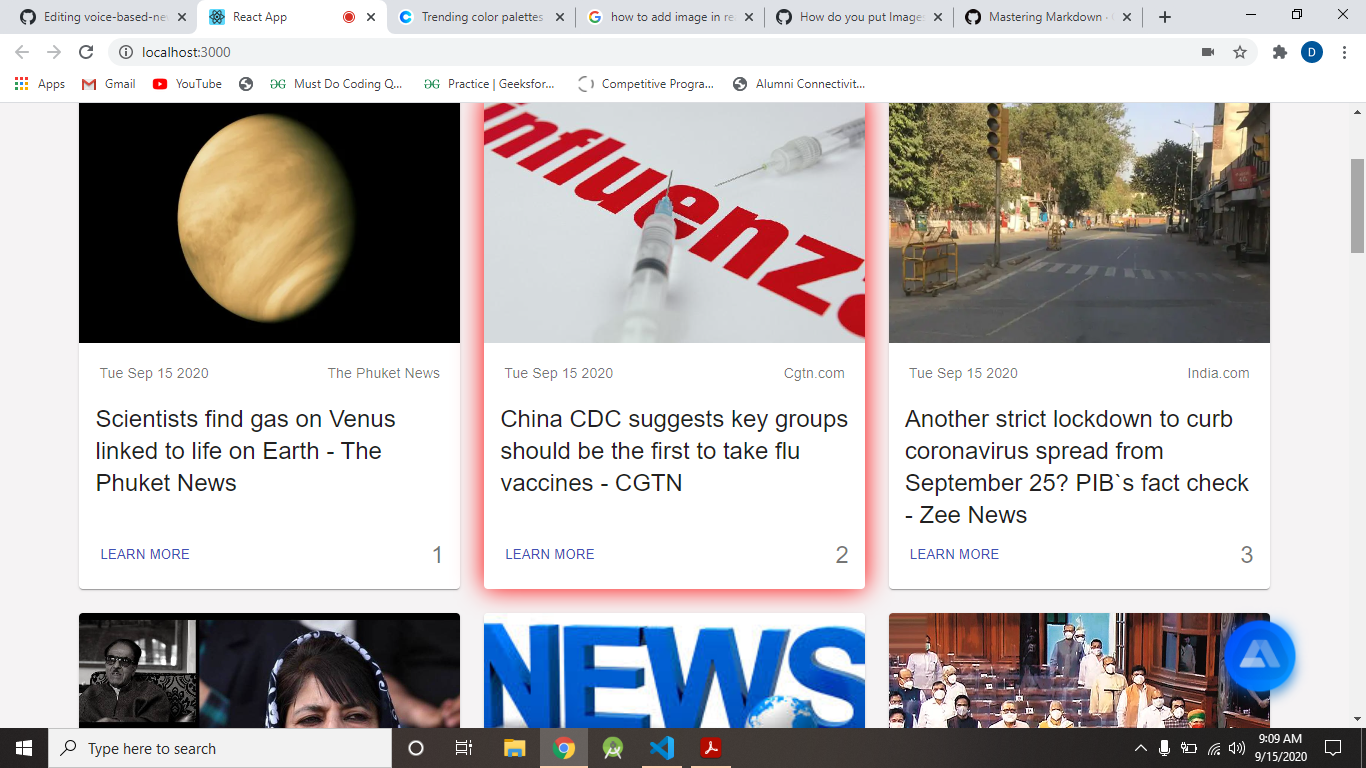 Editing voice-based-ne
React App
Trending color palettes
how to add image in re
How do you put Image
Mastering Markdown -
localhost:3000
D
Apps
Gmail
YouTube
Must Do Coding Q...
Practice | Geeksfor...
Competitive Progra...
Alumni Connectivit...
influenza
Tue Sep 15 2020
The Phuket News
Scientists find gas on Venus
linked to life on Earth - The
Phuket News
LEARN MORE
1
Tue Sep 15 2020
Cgtn.com
China CDC suggests key groups
should be the first to take flu
vaccines - CGTN
LEARN MORE
2
Tue Sep 15 2020
India.com
Another strict lockdown to curb
coronavirus spread from
September 25? PIB`s fact check
- Zee News
LEARN MORE
3
NEWS
Type here to search
9:09 AM
9/15/2020